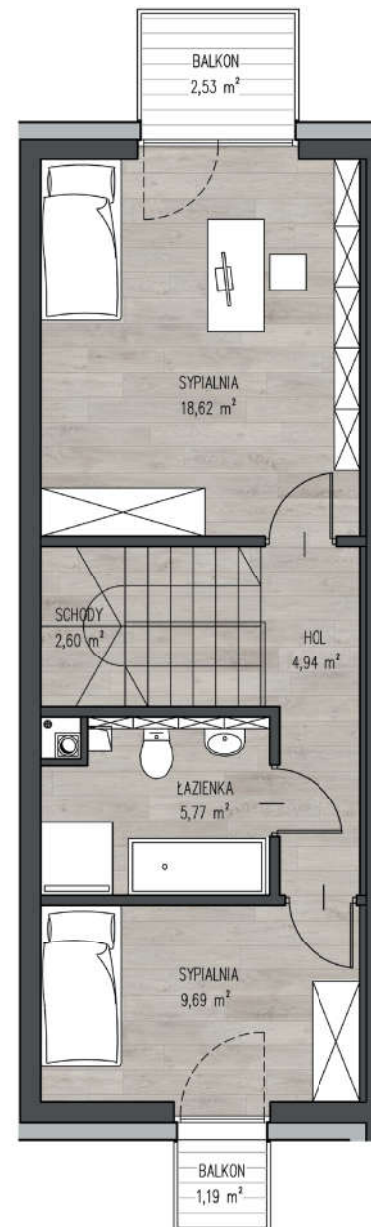 BALKON
2,53 m²
SYPIALNIA
18,62 m²
SCHODY
2,60 m²
HOL
4,94 m²
ŁAZIENKA
5,77 m²
SYPIALNIA
9,69 m²
BALKON
1,19 m²